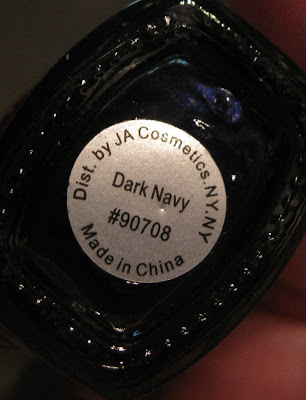 Dist. by JA Cosmetics.NY.NY
Dark Navy
#90708
Made in China